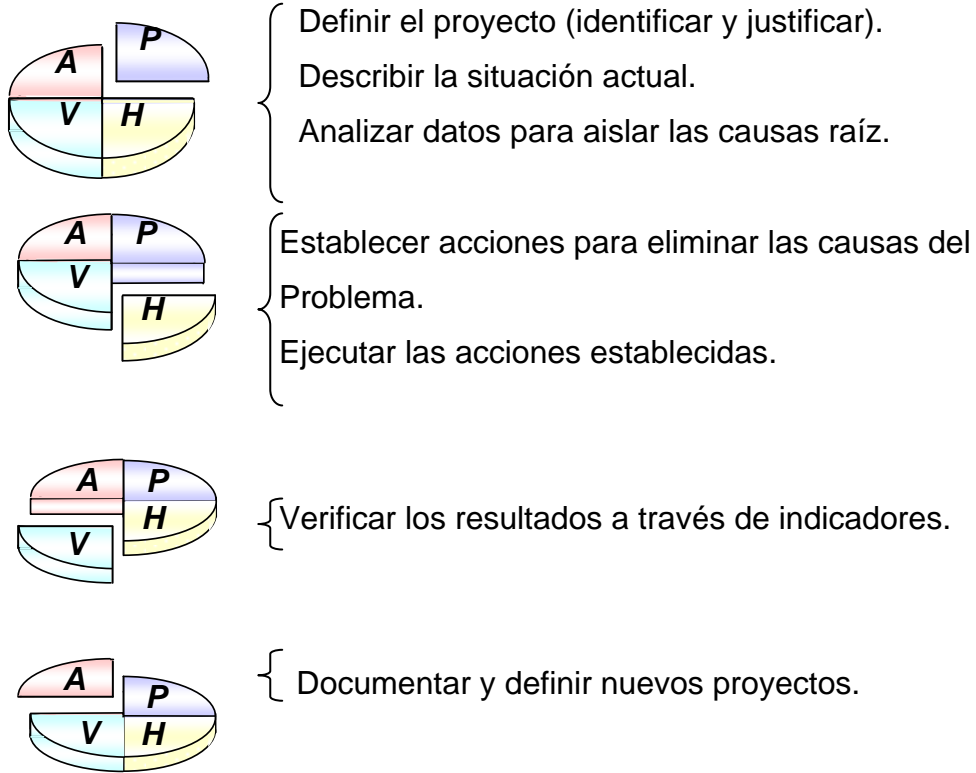 P
Definir el proyecto (identificar y justificar).
A
Describir la situación actual.
V H
Analizar datos para aislar las causas raíz.
A P
Establecer acciones para eliminar las causas del
V
Problema.
H
Ejecutar las acciones establecidas.
A P
H
Verificar los resultados a través de indicadores.
V
A
Documentar y definir nuevos proyectos.
P
V H